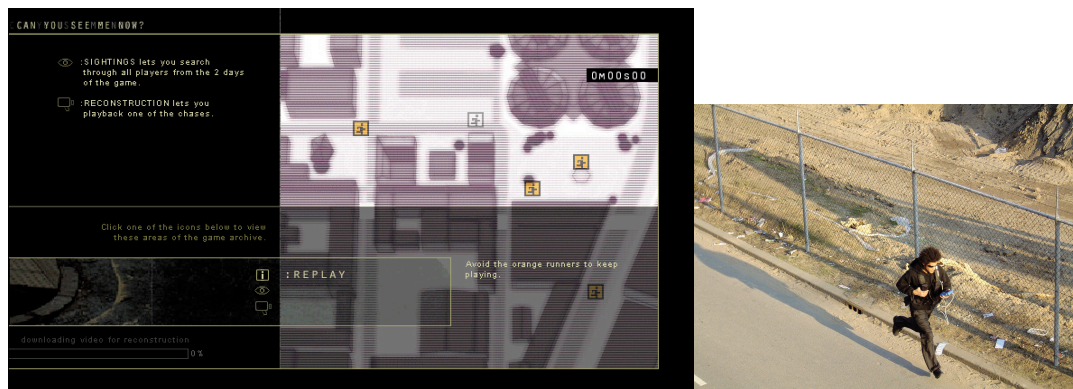 CAN YOU SEE ME NOW?
:SIGHTINGS lets you search
through all players from the 2 days
of the game.
:RECONSTRUCTION lets you
playback one of the chases.
0M00S00
Click one of the icons below to view
these areas of the game archive.
:REPLAY
Avoid the orange runners to keep
playing.
downloading video for reconstruction
0%